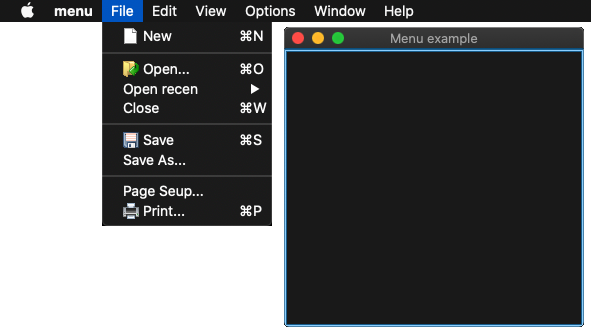 menu File Edit View Options Window Help
New ⌘N
Open... ⌘O
Open recen
Close ⌘W
Save ⌘S
Save As...
Page Seup...
Print... ⌘P
Menu example